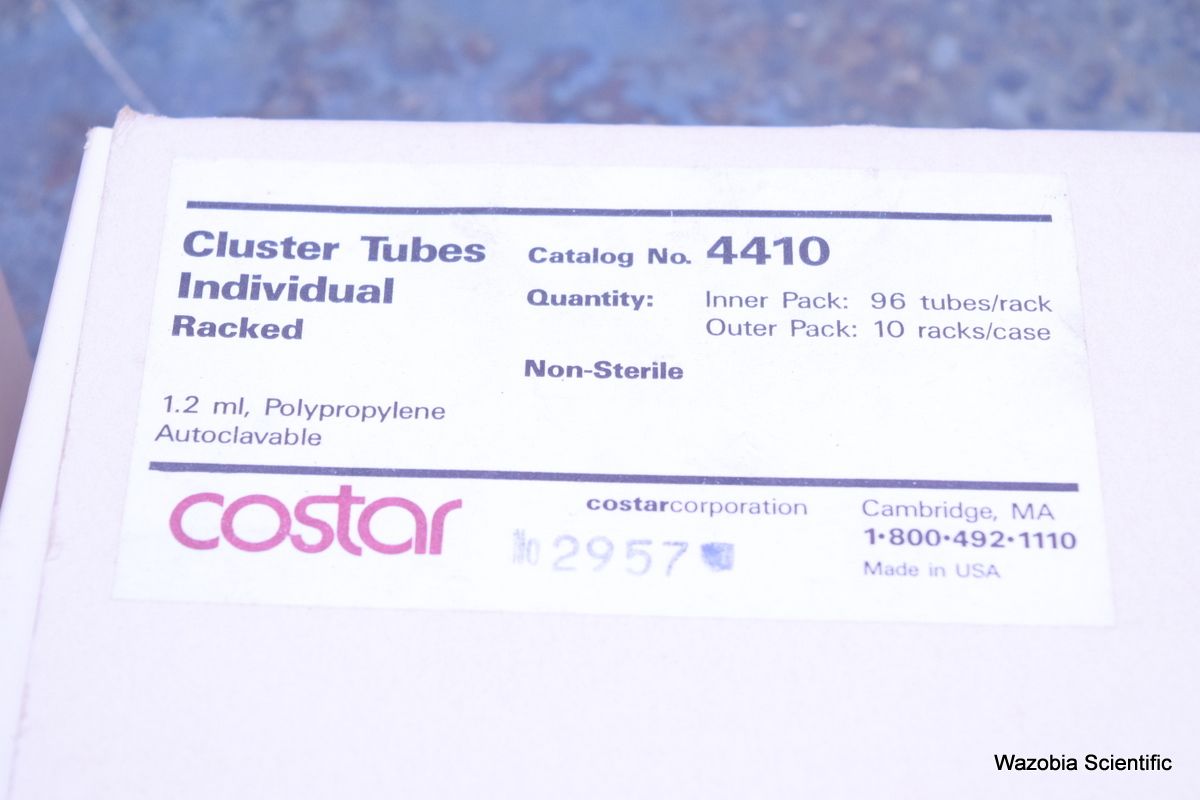 Cluster Tubes
Individual
Racked
Catalog No. 4410
Quantity: Inner Pack: 96 tubes/rack
Outer Pack: 10 racks/case
Non-Sterile
1.2 ml, Polypropylene
Autoclavable
costar
costarcorporation
No 2957
Cambridge, MA
1•800•492•1110
Made in USA
Wazobia Scientific